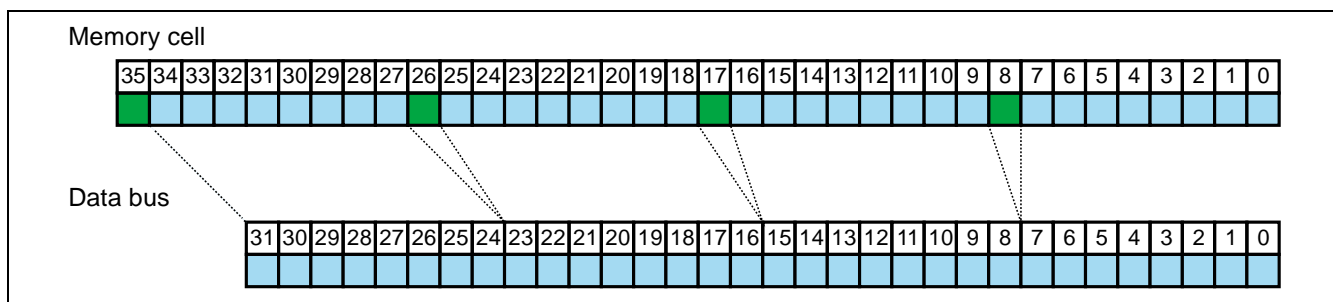 Memory cell
35 34 33 32 31 30 29 28 27 26 25 24 23 22 21 20 19 18 17 16 15 14 13 12 11 10 9 8 7 6 5 4 3 2 1 0
Data bus
31 30 29 28 27 26 25 24 23 22 21 20 19 18 17 16 15 14 13 12 11 10 9 8 7 6 5 4 3 2 1 0